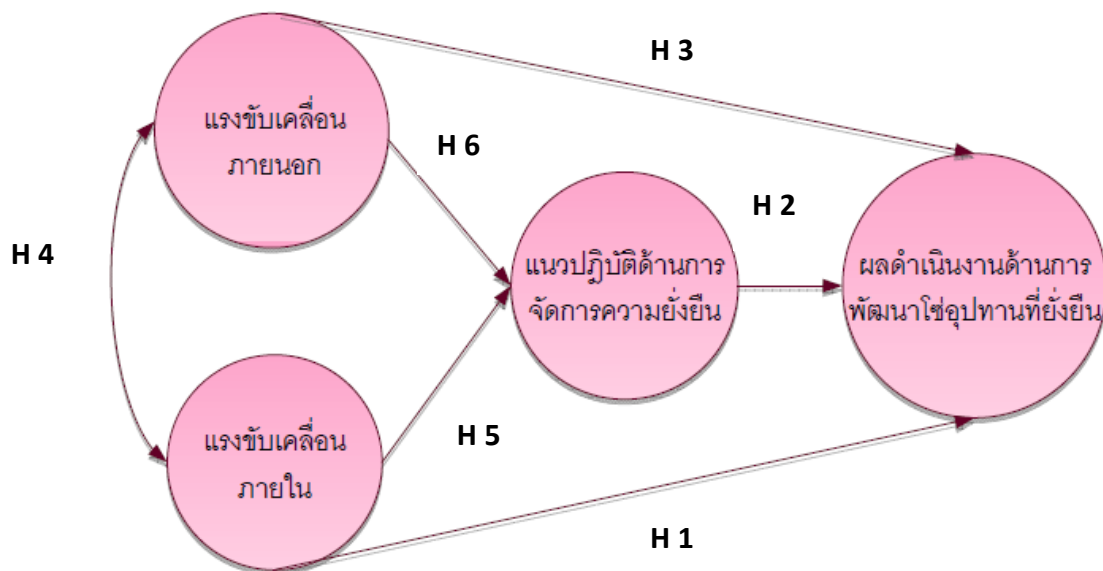 H 3
แรงขับเคลื่อน
ภายนอก
H 6
H 2
H 4
แนวปฎิบัติด้านการ
จัดการความยั่งยืน
ผลดำเนินงานด้านการ
พัฒนาโซ่อุปทานที่ยั่งยืน
แรงขับเคลื่อน
ภายใน
H 5
H 1